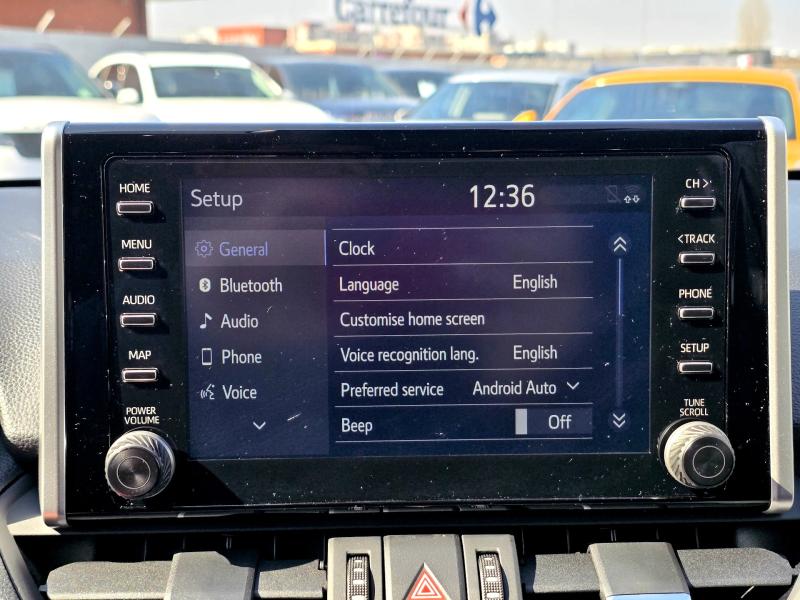 Carrefour
HOME
MENU
AUDIO
MAP
POWER
VOLUME
Setup 12:36
General
Bluetooth
Audio
Phone
Voice
Clock
Language English
Customise home screen
Voice recognition lang. English
Preferred service Android Auto
Beep Off
CH >
< TRACK
PHONE
SETUP
TUNE
SCROLL